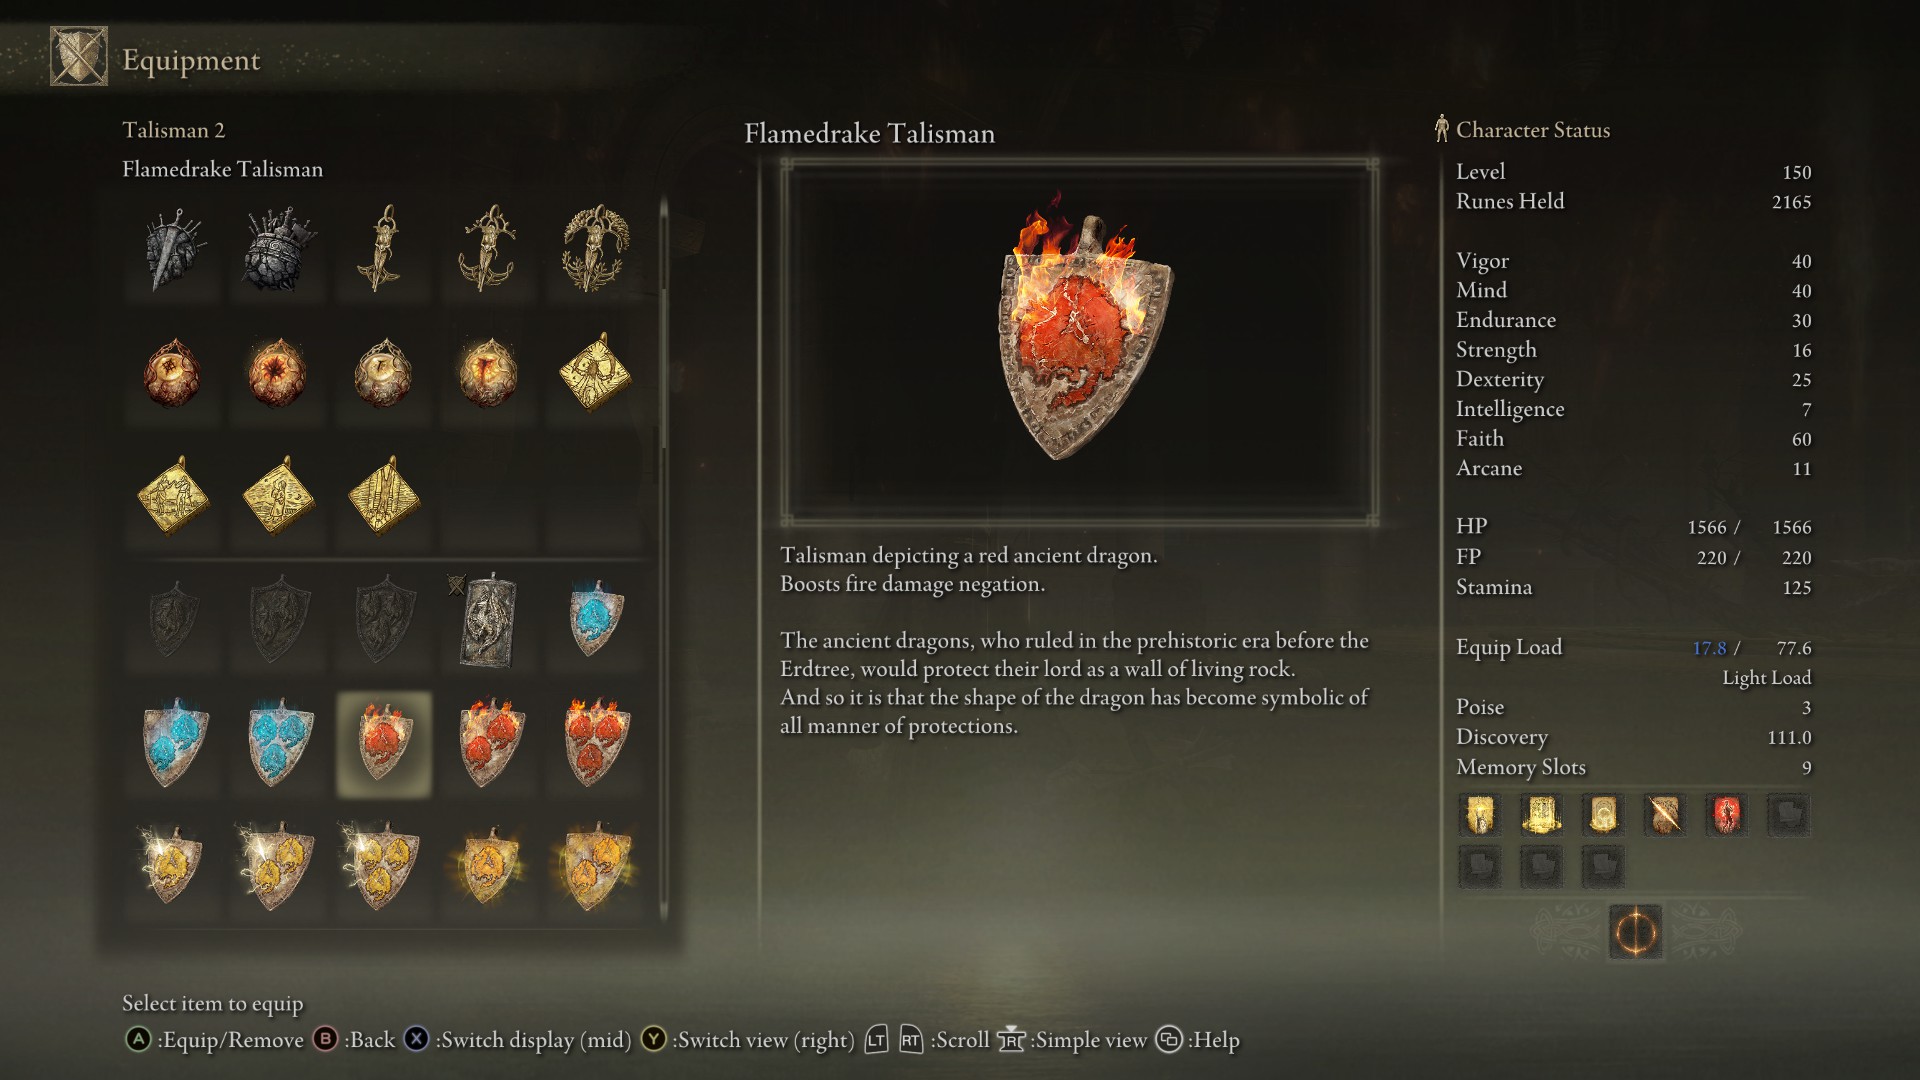 Equipment
Talisman 2
Flamedrake Talisman
Flamedrake Talisman
Talisman depicting a red ancient dragon.
Boosts fire damage negation.
The ancient dragons, who ruled in the prehistoric era before the
Erdtree, would protect their lord as a wall of living rock.
And so it is that the shape of the dragon has become symbolic of
all manner of protections.
Character Status
Level 150
Runes Held 2165
Vigor 40
Mind 40
Endurance 30
Strength 16
Dexterity 25
Intelligence 7
Faith 60
Arcane 11
HP 1566 / 1566
FP 220 / 220
Stamina 125
Equip Load 17.8 / 77.6
Light Load
Poise 3
Discovery 111.0
Memory Slots 9
Select item to equip
A :Equip/Remove B :Back X :Switch display (mid) Y :Switch view (right) LT RT :Scroll R :Simple view :Help